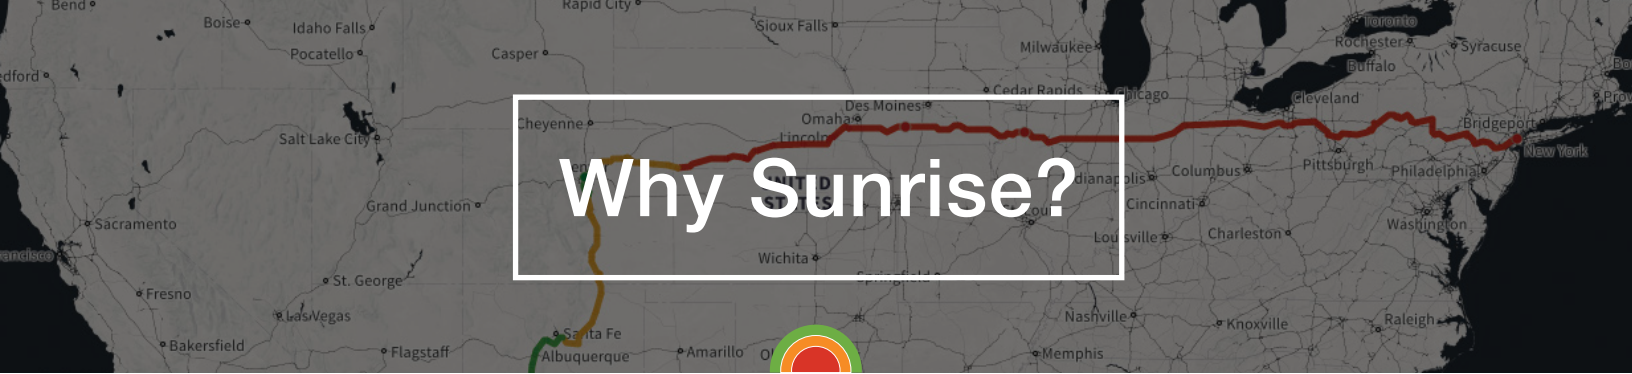 Bend
Boise
Idaho Falls
Rapid City
Sioux Falls
Toronto
Pocatello
Casper
Milwaukee
Rochester
Syracuse
Buffalo
Cedar Rapids
Chicago
Cleveland
Des Moines
Cheyenne
Omaha
Bridgeport
Salt Lake City
Lincoln
New York
Pittsburgh
Columbus
Philadelphia
Why Sunrise?
UNITED
STATES
Grand Junction
Cincinnati
Sacramento
Washington
Charleston
Louisville
Wichita
Springfield
St. George
Fresno
Las Vegas
Nashville
Raleigh
Knoxville
Santa Fe
Bakersfield
Flagstaff
Albuquerque
Amarillo
Memphis